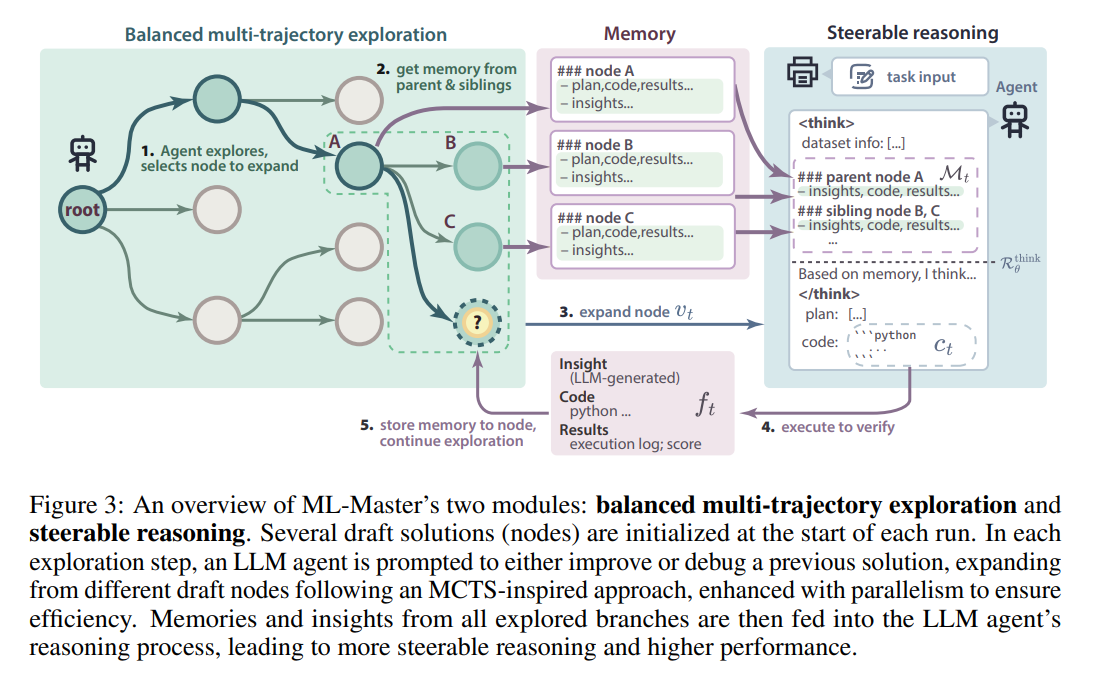 Balanced multi-trajectory exploration
1. Agent explores,
selects node to expand
root
2. get memory from
parent & siblings
A
B
C
?
Memory
### node A
– plan,code,results...
– insights...
### node B
– plan,code,results...
– insights...
### node C
– plan,code,results...
– insights...
Steerable reasoning
task input
Agent
<think>
dataset info: [...]
### parent node A ℳt
– insights, code, results...
### sibling node B, C
– insights, code, results...
...
ℛθ^think
Based on memory, I think...
</think>
plan: [...]
code: ```python
...
```
ct
3. expand node vt
Insight
(LLM-generated)
Code
python ...
Results
execution log; score
ft
4. execute to verify
5. store memory to node,
continue exploration
Figure 3: An overview of ML-Master’s two modules: balanced multi-trajectory exploration and
steerable reasoning. Several draft solutions (nodes) are initialized at the start of each run. In each
exploration step, an LLM agent is prompted to either improve or debug a previous solution, expanding
from different draft nodes following an MCTS-inspired approach, enhanced with parallelism to ensure
efficiency. Memories and insights from all explored branches are then fed into the LLM agent’s
reasoning process, leading to more steerable reasoning and higher performance.